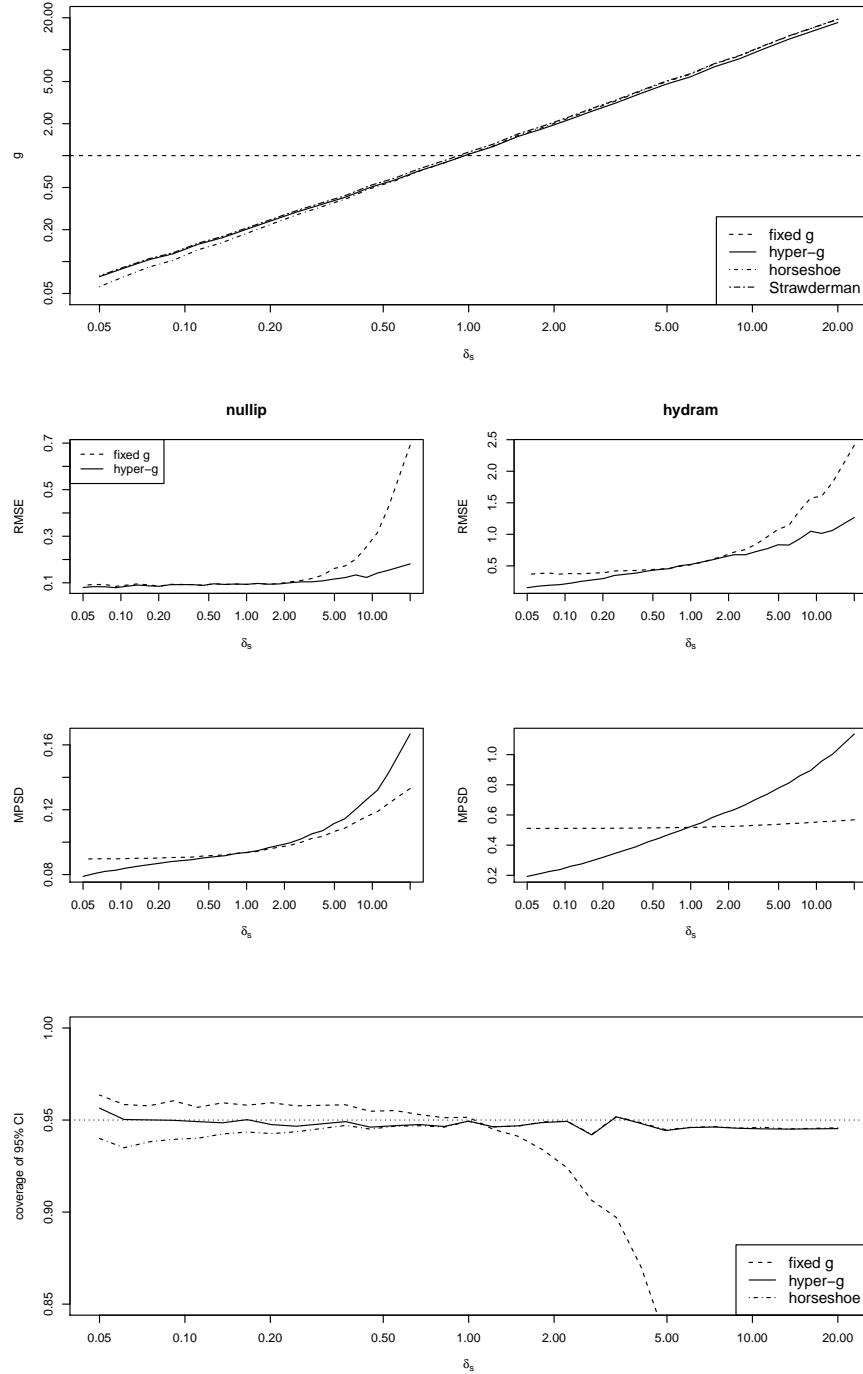 20.00
5.00
2.00
g
0.50
0.20
0.05
fixed g
hyper-g
horseshoe
Strawderman
0.05 0.10 0.20 0.50 1.00 2.00 5.00 10.00 20.00
δs
nullip
0.7
0.5
RMSE
0.3
0.1
fixed g
hyper-g
0.05 0.10 0.20 0.50 1.00 2.00 5.00 10.00
δs
hydram
2.5
2.0
1.5
RMSE
1.0
0.5
0.05 0.10 0.20 0.50 1.00 2.00 5.00 10.00
δs
0.16
MPSD
0.12
0.08
0.05 0.10 0.20 0.50 1.00 2.00 5.00 10.00
δs
1.0
0.8
MPSD
0.6
0.4
0.2
0.05 0.10 0.20 0.50 1.00 2.00 5.00 10.00
δs
1.00
0.95
coverage of 95% CI
0.90
0.85
fixed g
hyper-g
horseshoe
0.05 0.10 0.20 0.50 1.00 2.00 5.00 10.00 20.00
δs